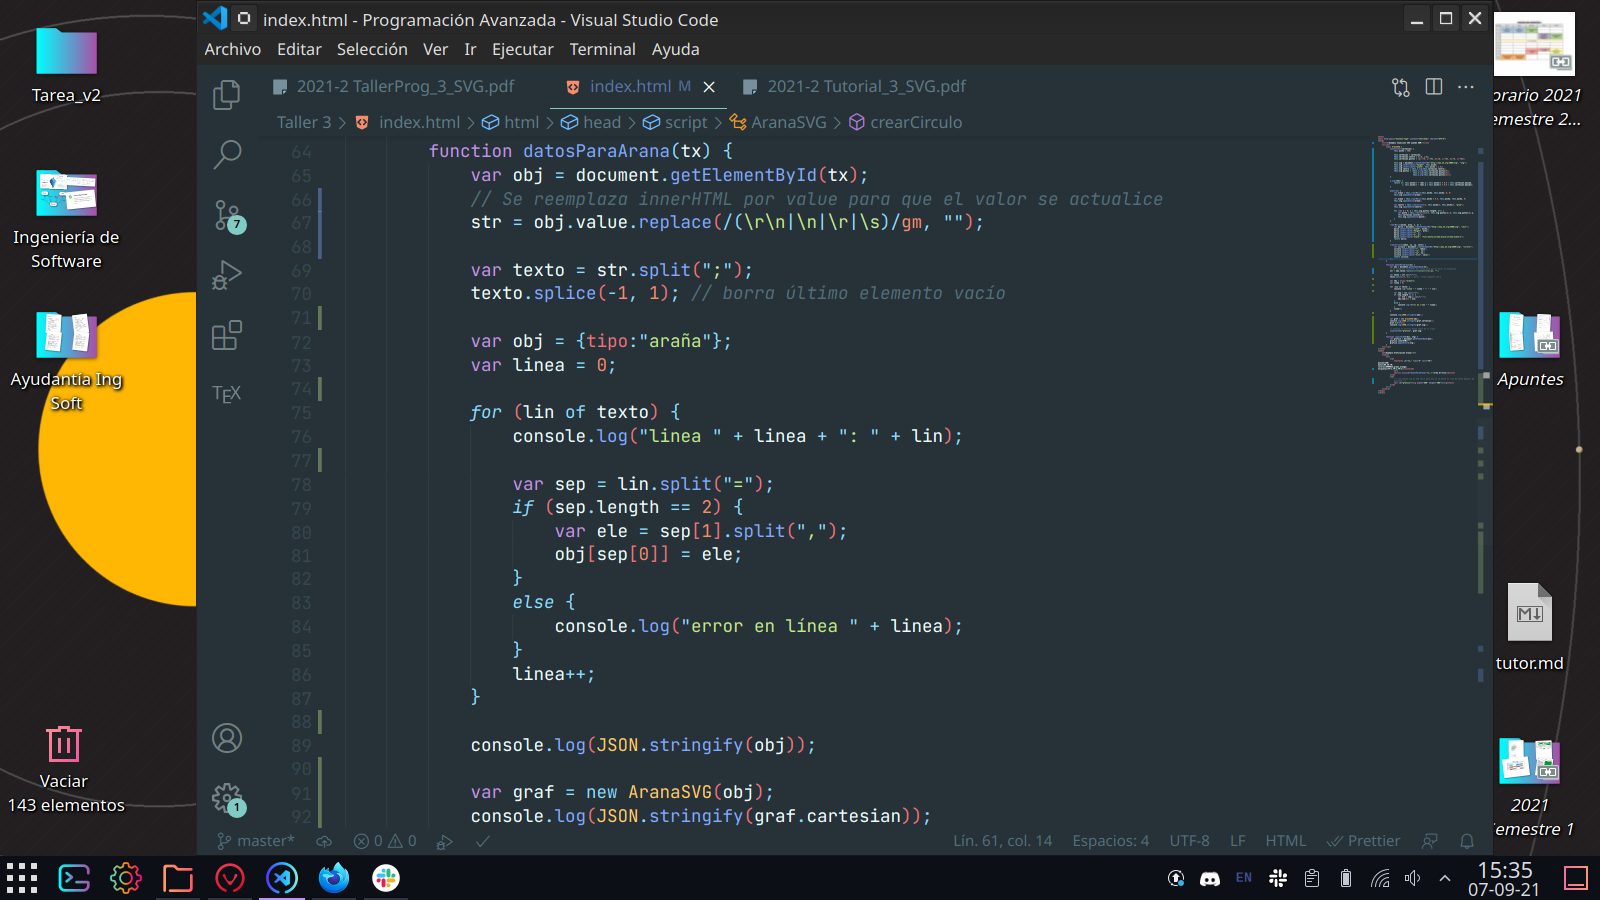 index.html - Programación Avanzada - Visual Studio Code
Archivo Editar Selección Ver Ir Ejecutar Terminal Ayuda
2021-2 TallerProg_3_SVG.pdf
index.html M
2021-2 Tutorial_3_SVG.pdf
Taller 3 > index.html > html > head > script > AranaSVG > crearCirculo
64 function datosParaArana(tx) {
65 var obj = document.getElementById(tx);
66 // Se reemplaza innerHTML por value para que el valor se actualice
67 str = obj.value.replace(/(\r\n|\n|\r|\s)/gm, "");
68
69 var texto = str.split(";");
70 texto.splice(-1, 1); // borra último elemento vacío
71
72 var obj = {tipo:"araña"};
73 var linea = 0;
74
75 for (lin of texto) {
76 console.log("linea " + linea + ": " + lin);
77
78 var sep = lin.split("=");
79 if (sep.length == 2) {
80 var ele = sep[1].split(",");
81 obj[sep[0]] = ele;
82 }
83 else {
84 console.log("error en línea " + linea);
85 }
86 linea++;
87 }
88
89 console.log(JSON.stringify(obj));
90
91 var graf = new AranaSVG(obj);
92 console.log(JSON.stringify(graf.cartesian));
7
TEX
1
master* 0 0
Lín. 61, col. 14 Espacios: 4 UTF-8 LF HTML Prettier
Tarea_v2
Ingeniería de
Software
Ayudantía Ing
Soft
Vaciar
143 elementos
orario 2021
emestre 2...
Apuntes
M
tutor.md
2021
Semestre 1
EN
15:35
07-09-21